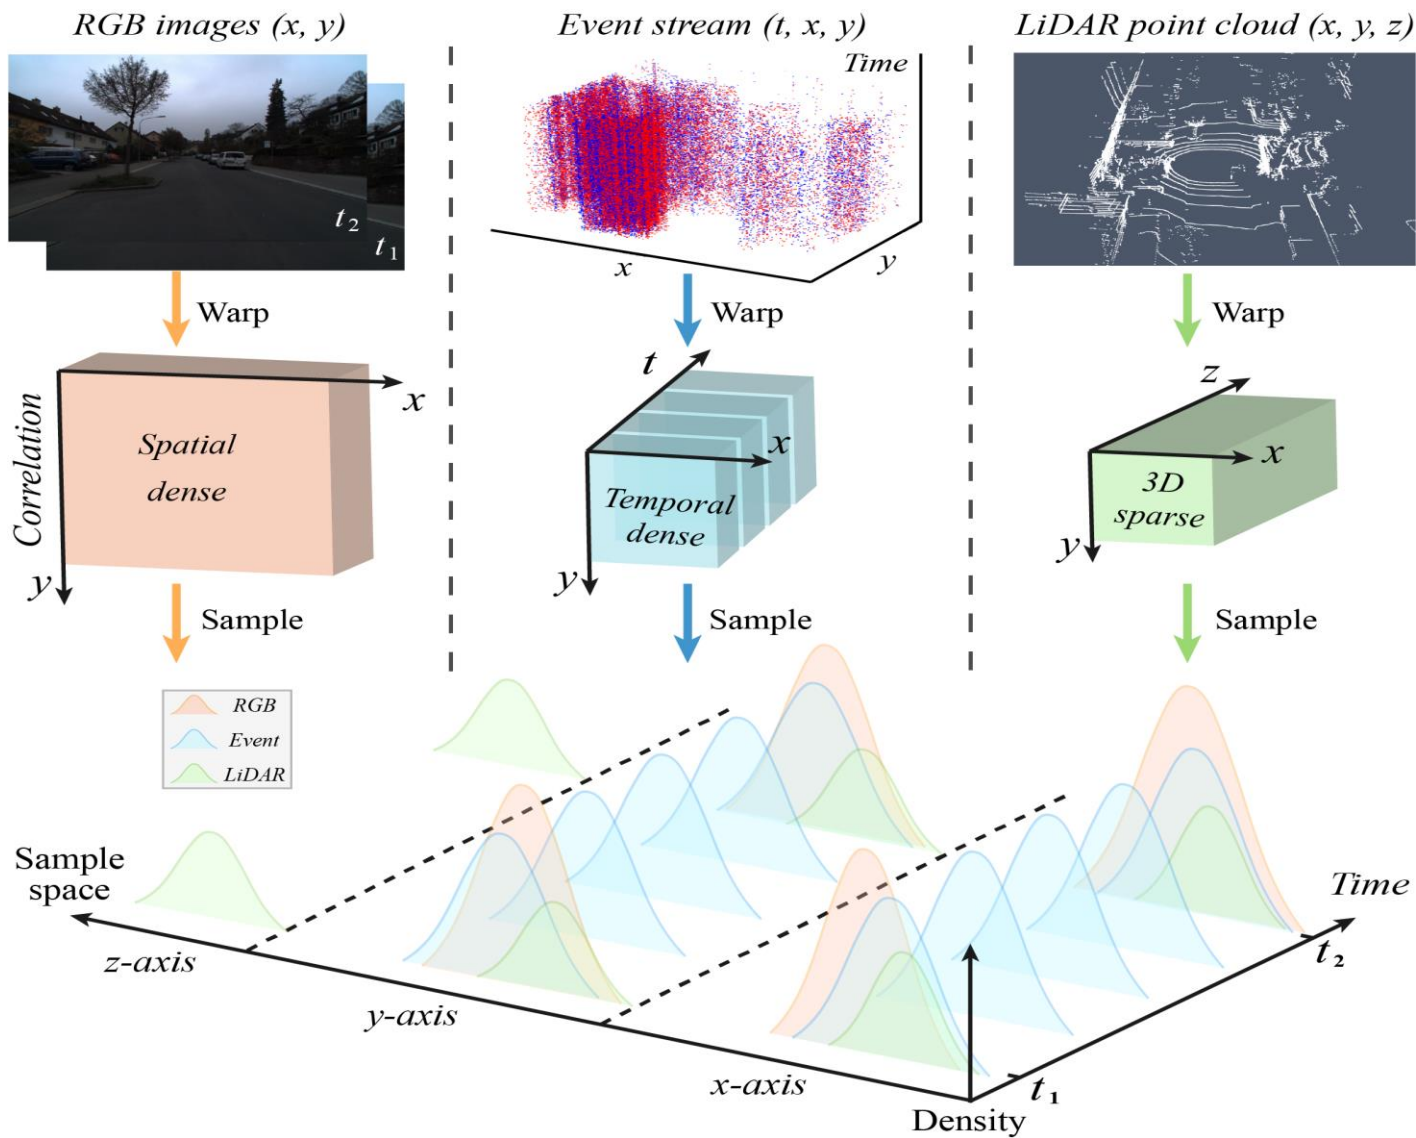 RGB images (x, y)
Event stream (t, x, y)
LiDAR point cloud (x, y, z)
t2
t1
Time
x
y
Warp
Warp
Warp
Correlation
x
y
Spatial
dense
t
x
y
Temporal
dense
z
x
y
3D
sparse
Sample
Sample
Sample
RGB
Event
LiDAR
Sample
space
z-axis
y-axis
x-axis
Density
t1
t2
Time